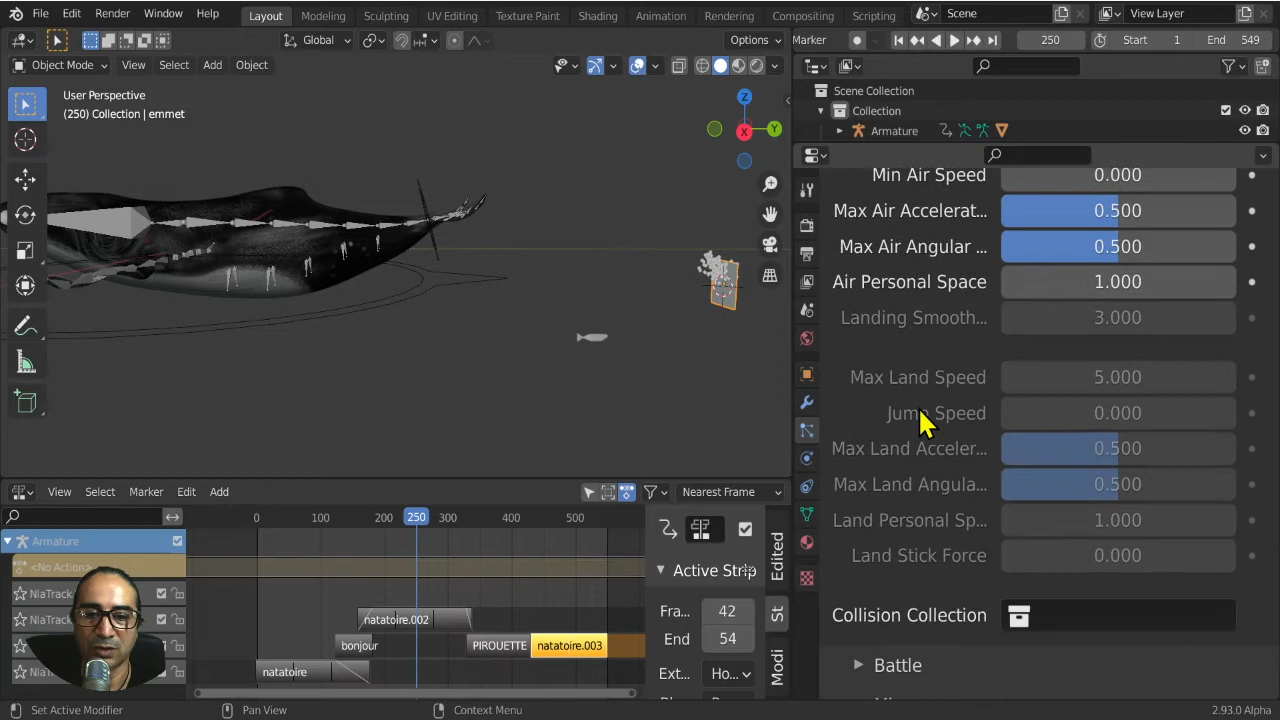 File Edit Render Window Help Layout Modeling Sculpting UV Editing Texture Paint Shading Animation Rendering Compositing Scripting Scene View Layer
Global Options
Object Mode View Select Add Object
User Perspective
(250) Collection | emmet
Z
Y
X
Marker 250 Start 1 End 549
Scene Collection
Collection
Armature
Min Air Speed 0.000
Max Air Accelerat... 0.500
Max Air Angular ... 0.500
Air Personal Space 1.000
Landing Smooth... 3.000
Max Land Speed 5.000
Jump Speed 0.000
Max Land Acceler... 0.500
Max Land Angula... 0.500
Land Personal Sp... 1.000
Land Stick Force 0.000
Collision Collection
Battle
View Select Marker Edit Add Nearest Frame
0 100 200 250 300 400 500
Armature
<No Action>
NlaTrack
NlaTrac
natatoire.002
bonjour PIROUETTE natatoire.003
natatoire
Active Strip
Fra... 42
End 54
Ext... Ho...
Edited
St
Modi
Set Active Modifier Pan View Context Menu 2.93.0 Alpha